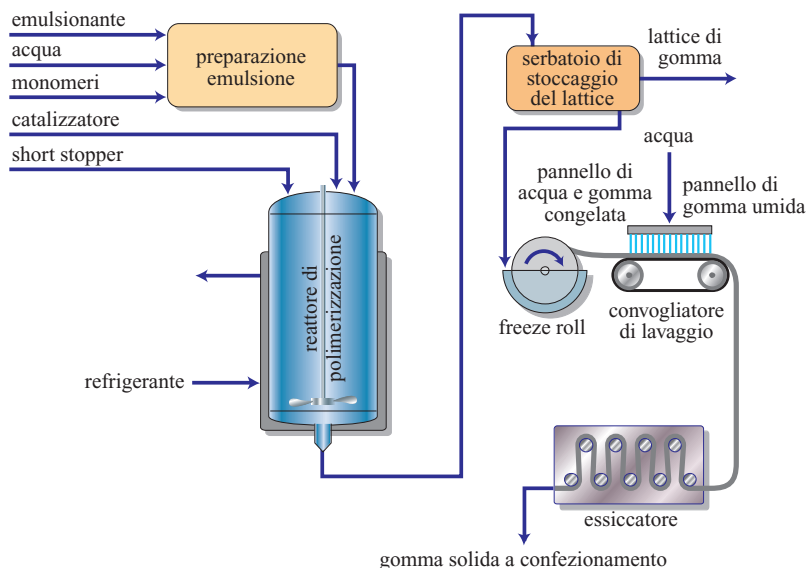 emulsionante
acqua
monomeri
catalizzatore
short stopper
preparazione
emulsione
serbatoio di
stoccaggio
del lattice
lattice di
gomma
acqua
pannello di
acqua e gomma
congelata
pannello di
gomma umida
reattore di
polimerizzazione
freeze roll
convogliatore
di lavaggio
refrigerante
essiccatore
gomma solida a confezionamento